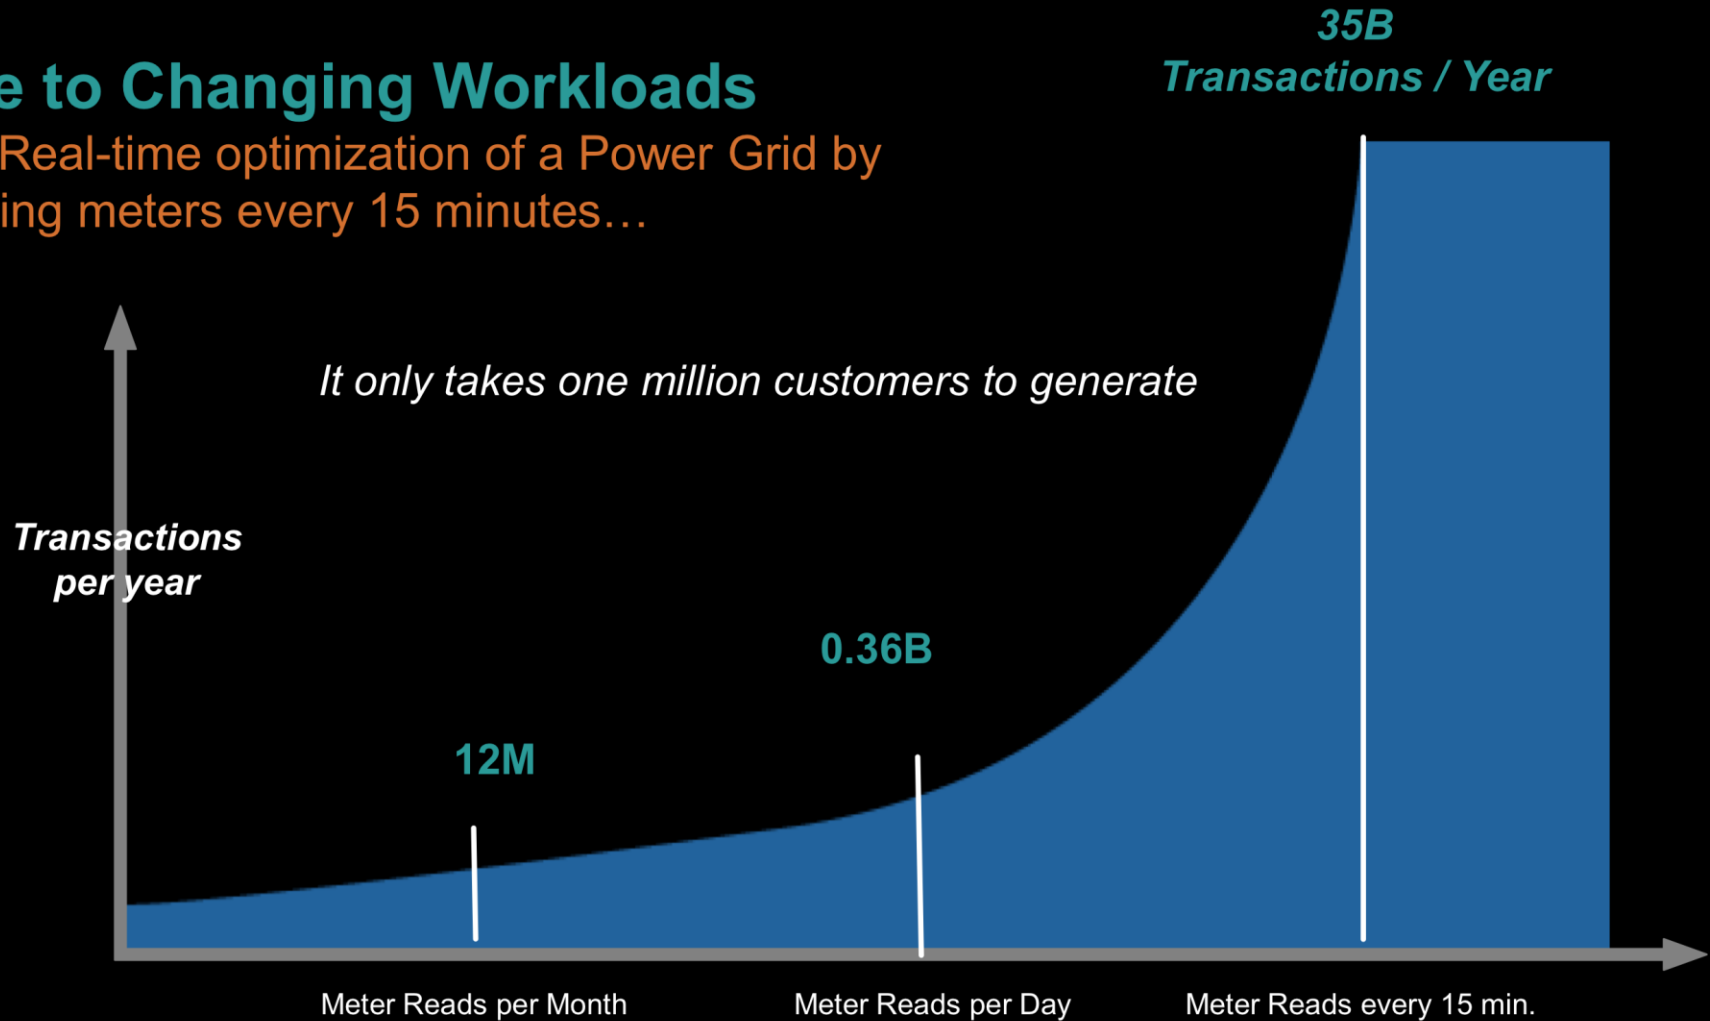 e to Changing Workloads
Real-time optimization of a Power Grid by
ing meters every 15 minutes…
35B
Transactions / Year
It only takes one million customers to generate
Transactions
per year
0.36B
12M
Meter Reads per Month
Meter Reads per Day
Meter Reads every 15 min.